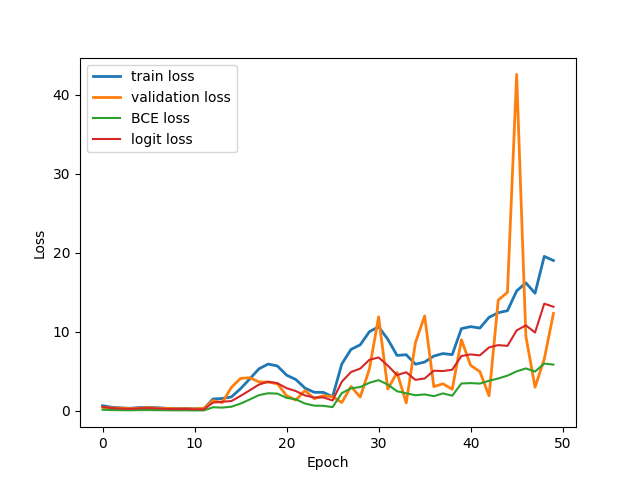 train loss
validation loss
BCE loss
logit loss
Loss
40
30
20
10
0
0 10 20 30 40 50
Epoch